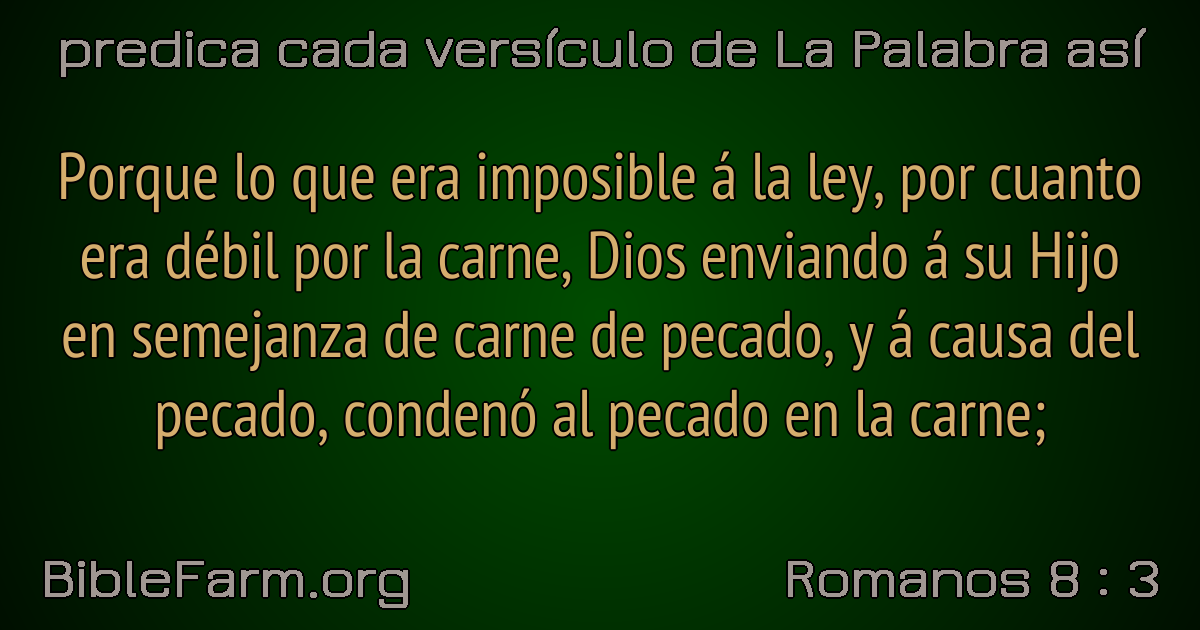 predica cada versículo de La Palabra así
Porque lo que era imposible á la ley, por cuanto
era débil por la carne, Dios enviando á su Hijo
en semejanza de carne de pecado, y á causa del
pecado, condenó al pecado en la carne;
BibleFarm.org
Romanos 8 : 3